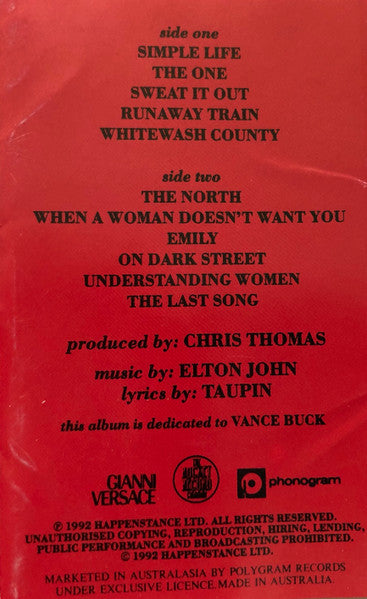 side one
SIMPLE LIFE
THE ONE
SWEAT IT OUT
RUNAWAY TRAIN
WHITEWASH COUNTY
side two
THE NORTH
WHEN A WOMAN DOESN'T WANT YOU
EMILY
ON DARK STREET
UNDERSTANDING WOMEN
THE LAST SONG
produced by: CHRIS THOMAS
music by: ELTON JOHN
lyrics by: TAUPIN
this album is dedicated to VANCE BUCK
GIANNI
VERSACE
THE
ROCKET
RECORD
COMPANY
phonogram
℗ 1992 HAPPENSTANCE LTD. ALL RIGHTS RESERVED.
UNAUTHORISED COPYING, REPRODUCTION, HIRING, LENDING,
PUBLIC PERFORMANCE AND BROADCASTING PROHIBITED.
© 1992 HAPPENSTANCE LTD.
MARKETED IN AUSTRALASIA BY POLYGRAM RECORDS
UNDER EXCLUSIVE LICENCE. MADE IN AUSTRALIA.